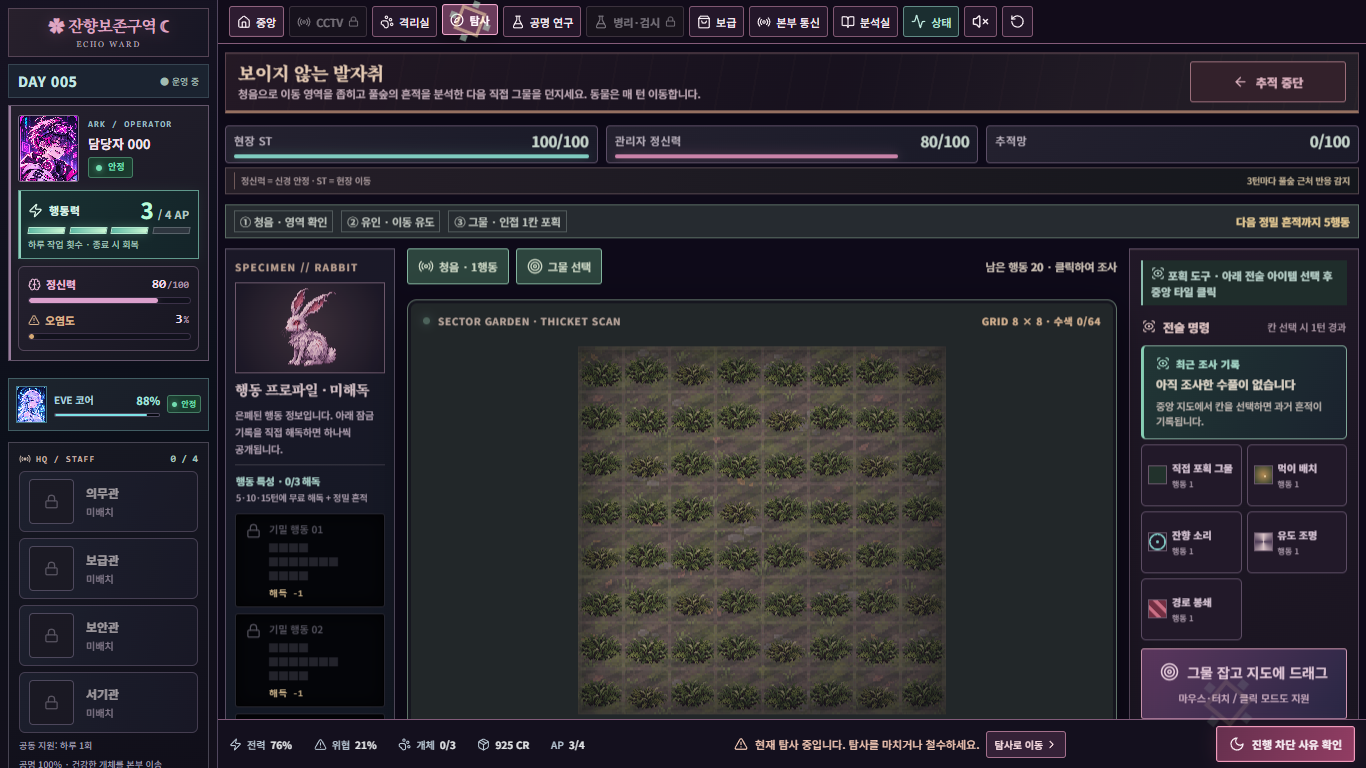 잔향보존구역
ECHO WARD
DAY 005
운영 중
ARK / OPERATOR
담당자 000
안정
행동력
3 / 4 AP
하루 작업 횟수 · 종료 시 회복
정신력
80/100
오염도
3%
EVE 코어
88%
안정
HQ / STAFF
0 / 4
의무관
미배치
보급관
미배치
보안관
미배치
서기관
미배치
공동 지원: 하루 1회
공명 100% · 건강한 개체를 본부 이송
중앙
CCTV
격리실
탐사
공명 연구
병리·검시
보급
본부 통신
분석실
상태
보이지 않는 발자취
청음으로 이동 영역을 좁히고 풀숲의 흔적을 분석한 다음 직접 그물을 던지세요. 동물은 매 턴 이동합니다.
추적 중단
현장 ST
100/100
관리자 정신력
80/100
추적망
0/100
정신력 = 신경 안정 · ST = 현장 이동
3턴마다 풀숲 근처 반응 감지
① 청음 · 영역 확인
② 유인 · 이동 유도
③ 그물 · 인접 1칸 포획
다음 정밀 흔적까지 5행동
SPECIMEN // RABBIT
행동 프로파일 · 미해독
은폐된 행동 정보입니다. 아래 잠금
기록을 직접 해독하면 하나씩
공개됩니다.
행동 특성 · 0/3 해독
5·10·15턴에 무료 해독 + 정밀 흔적
기밀 행동 01
해독 -1
기밀 행동 02
해독 -1
청음 · 1행동
그물 선택
남은 행동 20 · 클릭하여 조사
SECTOR GARDEN · THICKET SCAN
GRID 8 × 8 · 수색 0/64
포획 도구 · 아래 전술 아이템 선택 후
중앙 타일 클릭
전술 명령
칸 선택 시 1턴 경과
최근 조사 기록
아직 조사한 수풀이 없습니다
중앙 지도에서 칸을 선택하면 과거 흔적이
기록됩니다.
직접 포획 그물
행동 1
먹이 배치
행동 1
잔향 소리
행동 1
유도 조명
행동 1
경로 봉쇄
행동 1
그물 잡고 지도에 드래그
마우스·터치 / 클릭 모드도 지원
전력 76%
위협 21%
개체 0/3
925 CR
AP 3/4
현재 탐사 중입니다. 탐사를 마치거나 철수하세요.
탐사로 이동
진행 차단 사유 확인